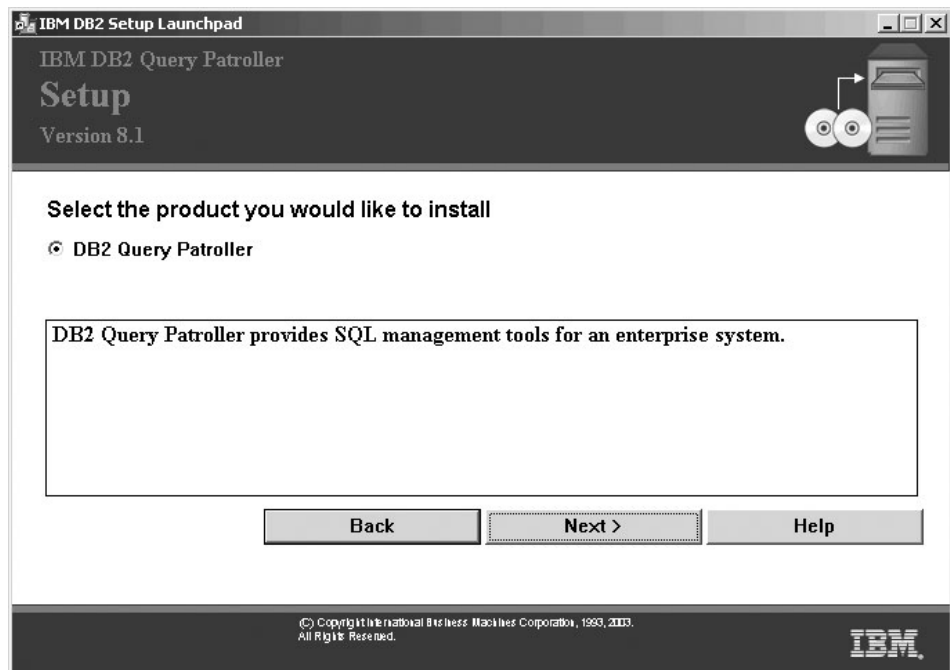 IBM DB2 Setup Launchpad
IBM DB2 Query Patroller
Setup
Version 8.1
Select the product you would like to install
DB2 Query Patroller
DB2 Query Patroller provides SQL management tools for an enterprise system.
Back
Next >
Help
(C) Copyright International Business Machines Corporation, 1993, 2003.
All Rights Reserved.
IBM.